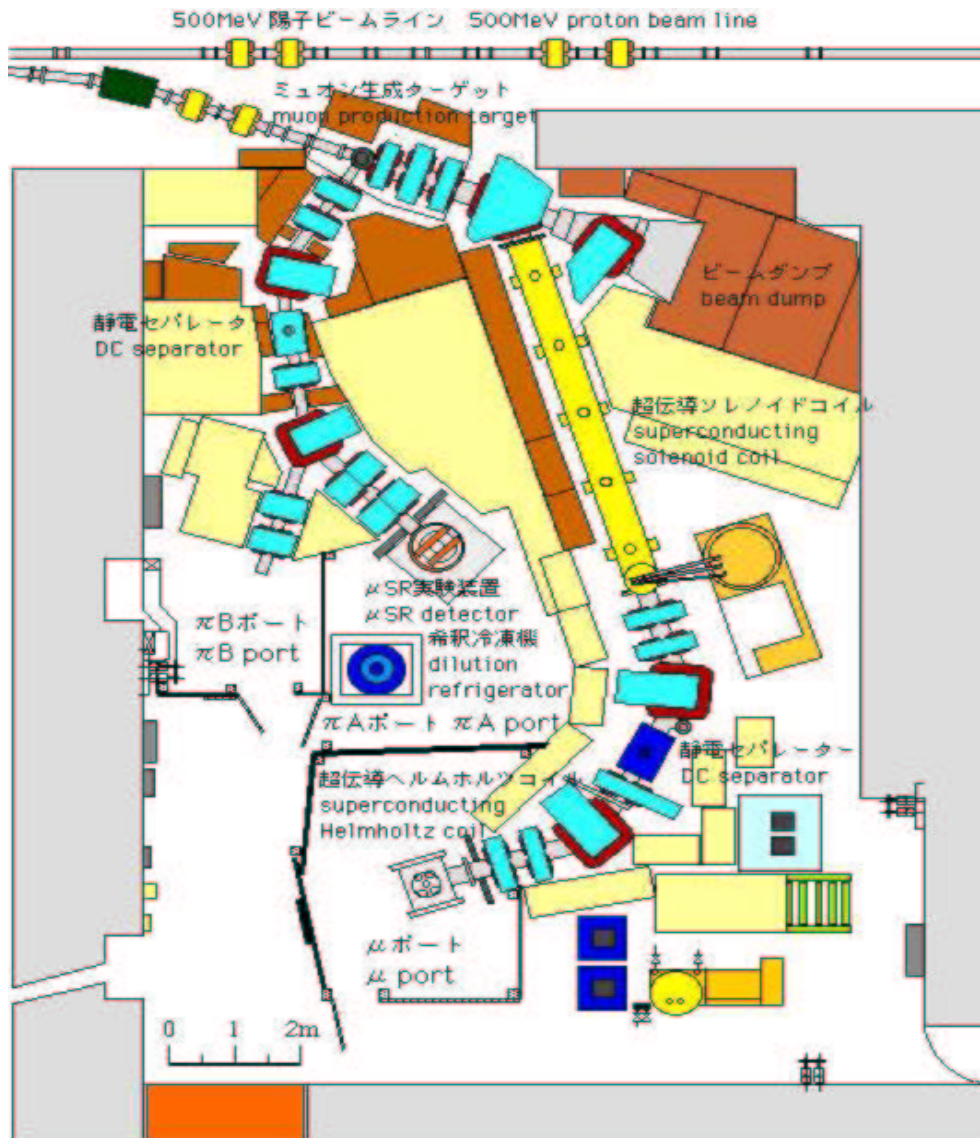 500MeV 陽子ビームライン 500MeV proton beam line
ミュオン生成ターゲット
muon production target
ビームダンプ
beam dump
静電セパレーター
DC separator
超伝導ソレノイドコイル
superconducting
solenoid coil
μSR実験装置
μSR detector
πBポート
πB port
希釈冷凍機
dilution
refrigerator
πAポート πA port
静電セパレーター
DC separator
超伝導ヘルムホルツコイル
superconducting
Helmholtz coil
μポート
μ port
0 1 2m